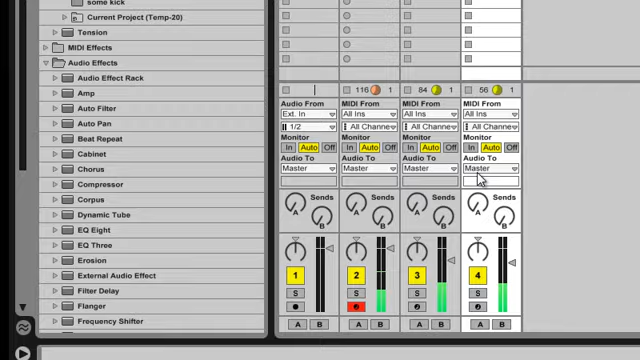 some kick
Current Project (Temp-20)
Tension
MIDI Effects
Audio Effects
Audio Effect Rack
Amp
Auto Filter
Auto Pan
Beat Repeat
Cabinet
Chorus
Compressor
Corpus
Dynamic Tube
EQ Eight
EQ Three
Erosion
External Audio Effect
Filter Delay
Flanger
Frequency Shifter
116 1 84 1 56 1
Audio From MIDI From MIDI From MIDI From
Ext. In All Ins All Ins All Ins
1/2 All Channe All Channe All Channe
Monitor Monitor Monitor Monitor
In Auto Off In Auto Off In Auto Off In Auto Off
Audio To Audio To Audio To Audio To
Master Master Master Master
Sends Sends Sends Sends
A B A B A B A B
1 2 3 4
S S S S
A B A B A B A B